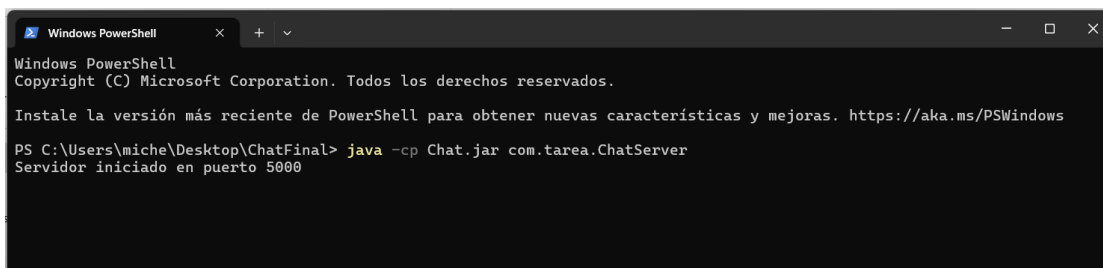 Windows PowerShell
Windows PowerShell
Copyright (C) Microsoft Corporation. Todos los derechos reservados.
Instale la versión más reciente de PowerShell para obtener nuevas características y mejoras. https://aka.ms/PSWindows
PS C:\Users\miche\Desktop\ChatFinal> java -cp Chat.jar com.tarea.ChatServer
Servidor iniciado en puerto 5000